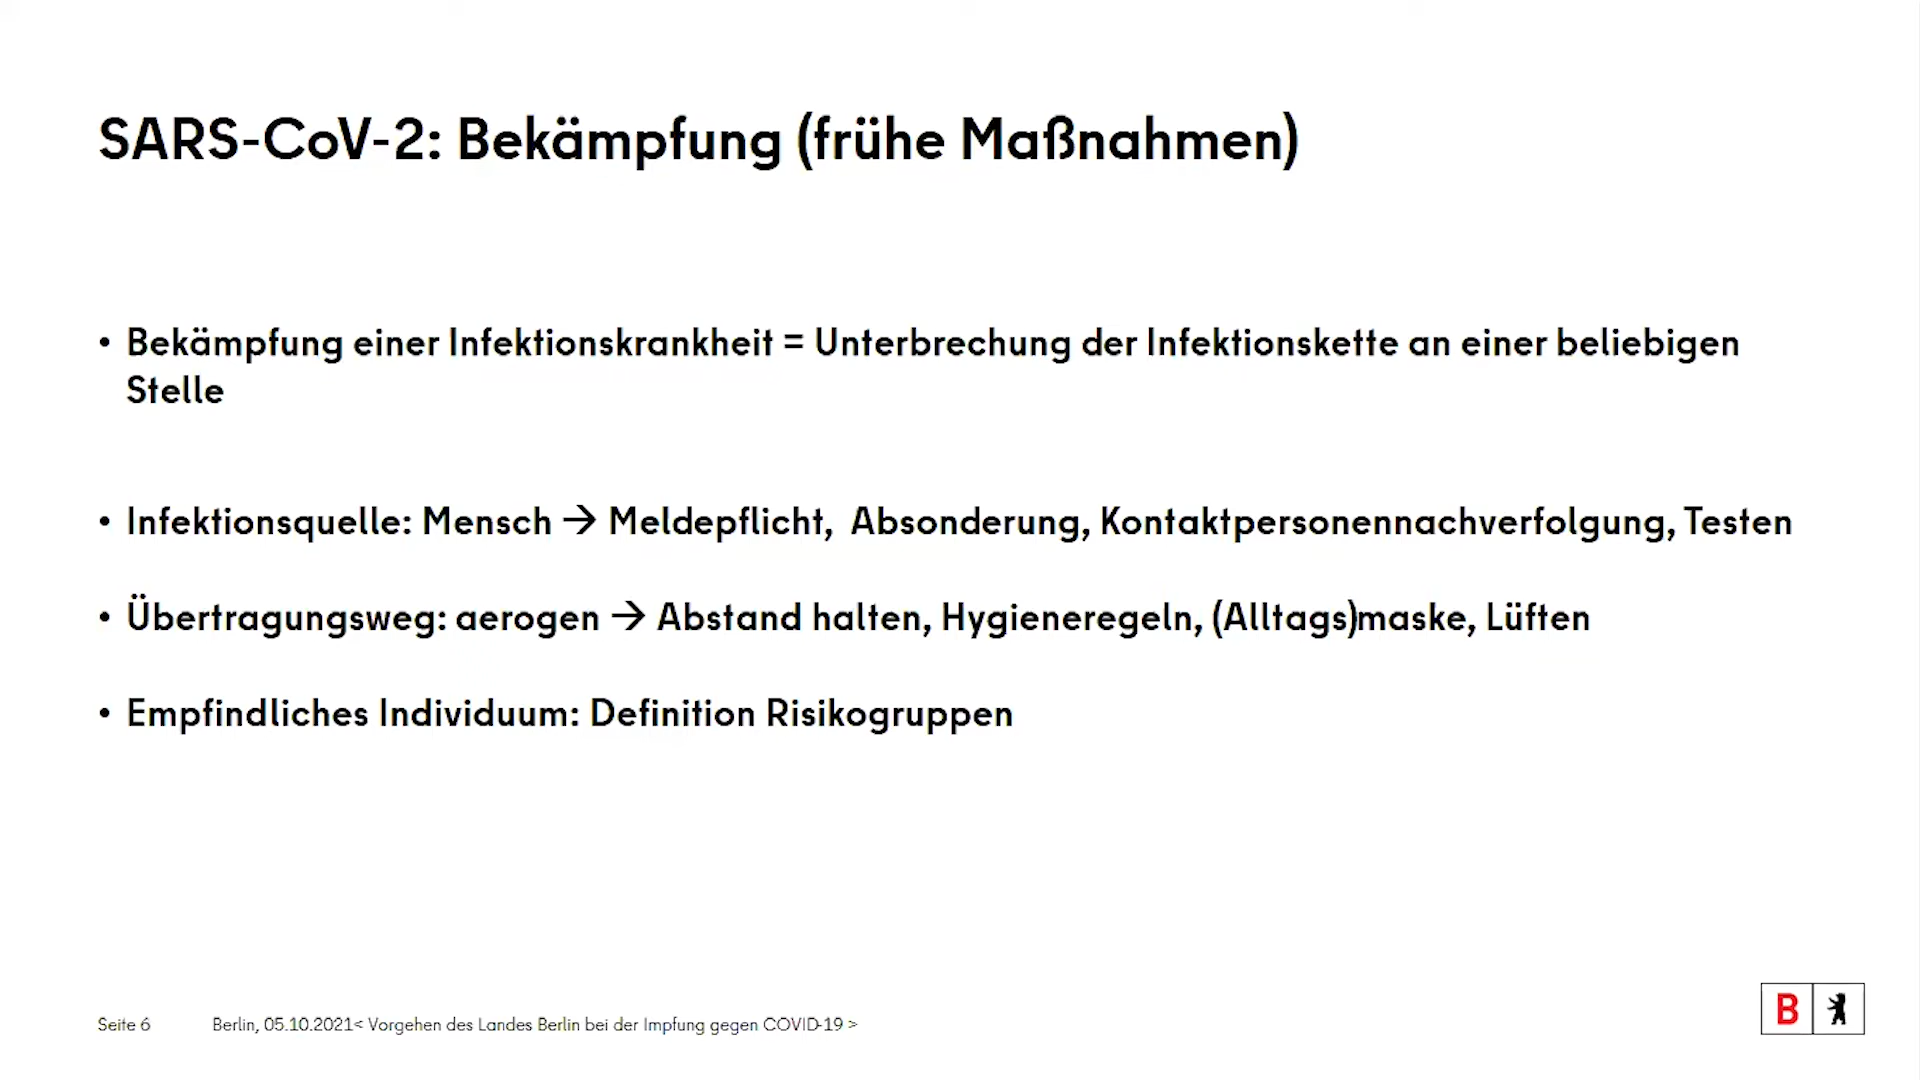 SARS-CoV-2: Bekämpfung (frühe Maßnahmen)
• Bekämpfung einer Infektionskrankheit = Unterbrechung der Infektionskette an einer beliebigen
Stelle
• Infektionsquelle: Mensch → Meldepflicht, Absonderung, Kontaktpersonennachverfolgung, Testen
• Übertragungsweg: aerogen → Abstand halten, Hygieneregeln, (Alltags)maske, Lüften
• Empfindliches Individuum: Definition Risikogruppen
Seite 6 Berlin, 05.10.2021< Vorgehen des Landes Berlin bei der Impfung gegen COVID-19 >
B